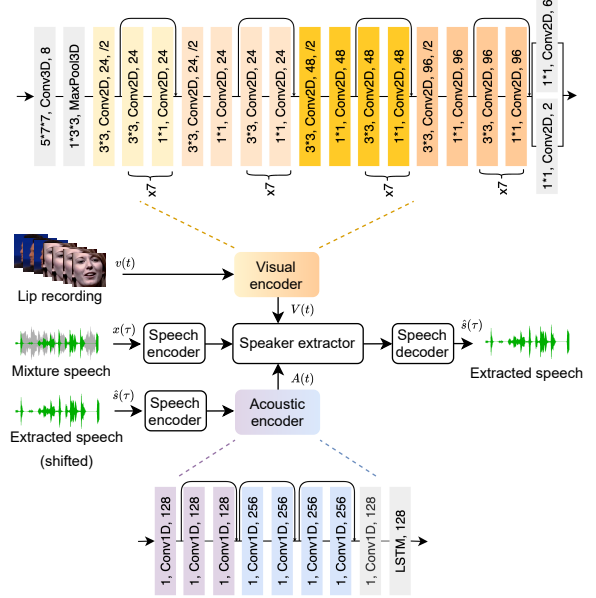 5*7*7, Conv3D, 8
1*3*3, MaxPool3D
3*3, Conv2D, 24, /2
3*3, Conv2D, 24
1*1, Conv2D, 24
3*3, Conv2D, 24, /2
1*1, Conv2D, 24
3*3, Conv2D, 24
1*1, Conv2D, 24
3*3, Conv2D, 48, /2
1*1, Conv2D, 48
3*3, Conv2D, 48
1*1, Conv2D, 48
3*3, Conv2D, 96, /2
1*1, Conv2D, 96
3*3, Conv2D, 96
1*1, Conv2D, 96
1*1, Conv2D, 6
1*1, Conv2D, 2
x7
x7
x7
x7
v(t)
Lip recording
Visual
encoder
V(t)
x(τ)
Mixture speech
Speech
encoder
Speaker extractor
Speech
decoder
ŝ(τ)
Extracted speech
A(t)
ŝ(τ)
Extracted speech
(shifted)
Speech
encoder
Acoustic
encoder
1, Conv1D, 128
1, Conv1D, 128
1, Conv1D, 128
1, Conv1D, 256
1, Conv1D, 256
1, Conv1D, 256
1, Conv1D, 256
1, Conv1D, 128
LSTM, 128